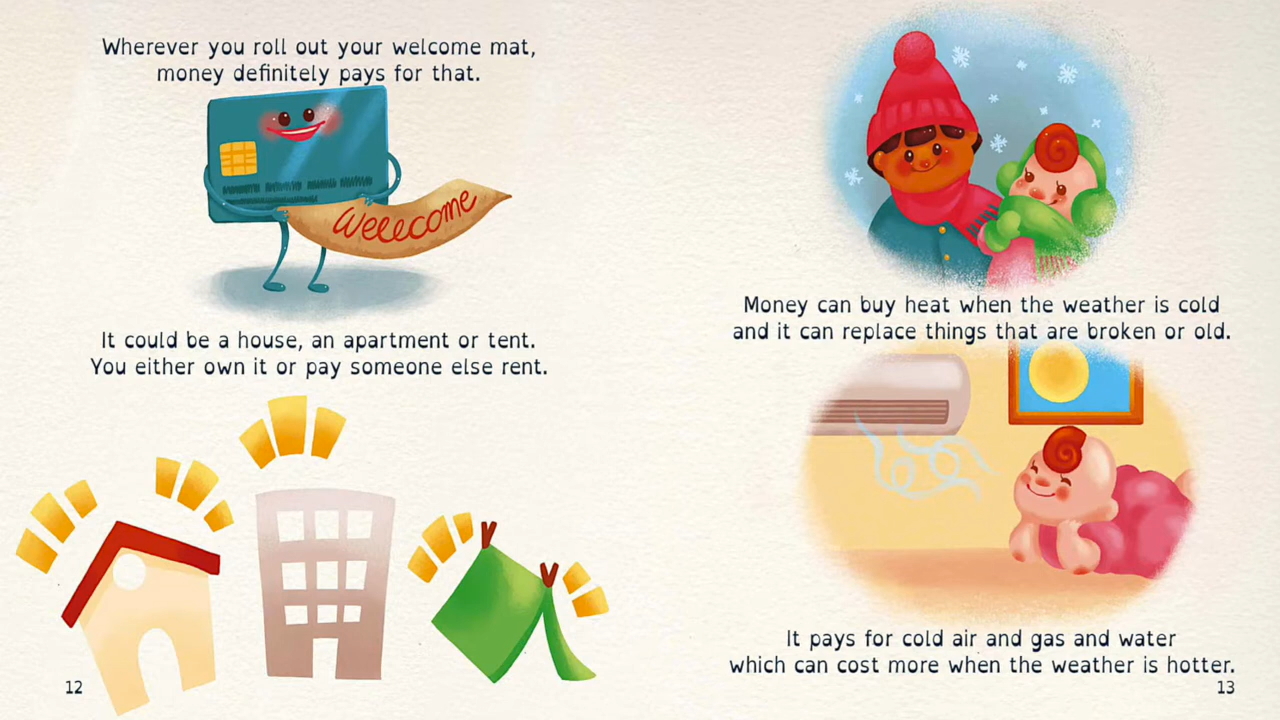 Wherever you roll out your welcome mat,
money definitely pays for that.
Welecome
It could be a house, an apartment or tent.
You either own it or pay someone else rent.
12
Money can buy heat when the weather is cold
and it can replace things that are broken or old.
It pays for cold air and gas and water
which can cost more when the weather is hotter.
13